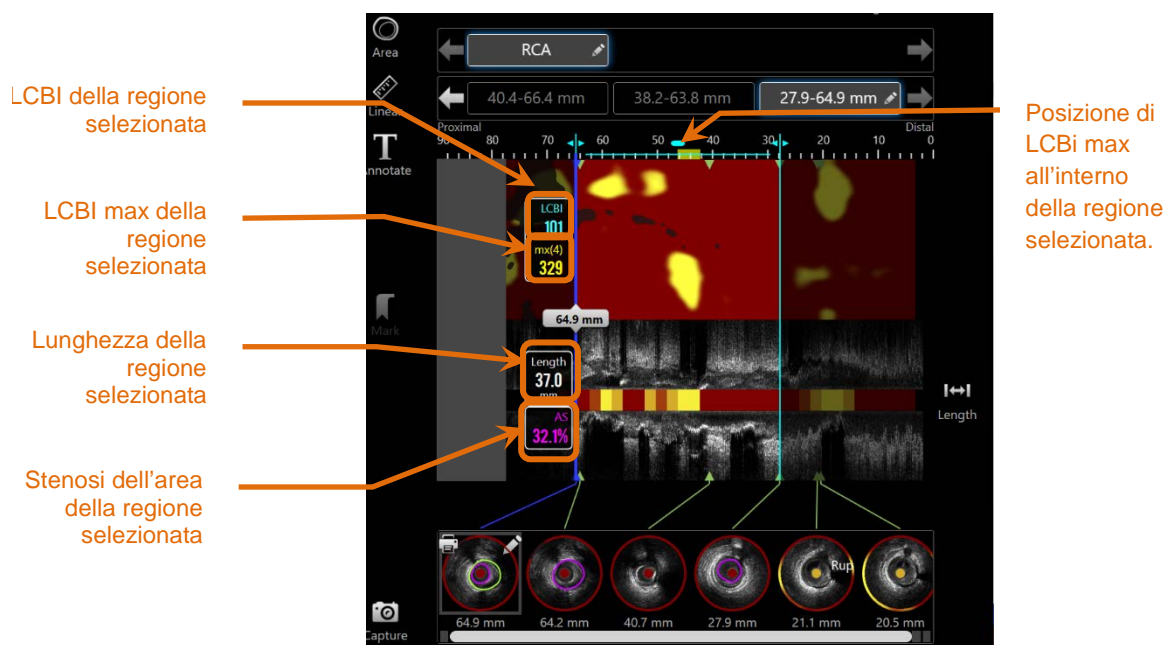 Area
RCA
Linear
40.4-66.4 mm
38.2-63.8 mm
27.9-64.9 mm
LCBI della regione
selezionata
Posizione di
LCBi max
all'interno
della regione
selezionata.
Proximal
Distal
90
80
70
60
50
40
30
20
10
0
T
Annotate
LCBI
101
LCBI max della
regione
selezionata
mx(4)
329
Mark
64.9 mm
Lunghezza della
regione
selezionata
Length
37.0
mm
Length
AS
32.1%
Stenosi dell'area
della regione
selezionata
Rup
64.9 mm
64.2 mm
40.7 mm
27.9 mm
21.1 mm
20.5 mm
Capture